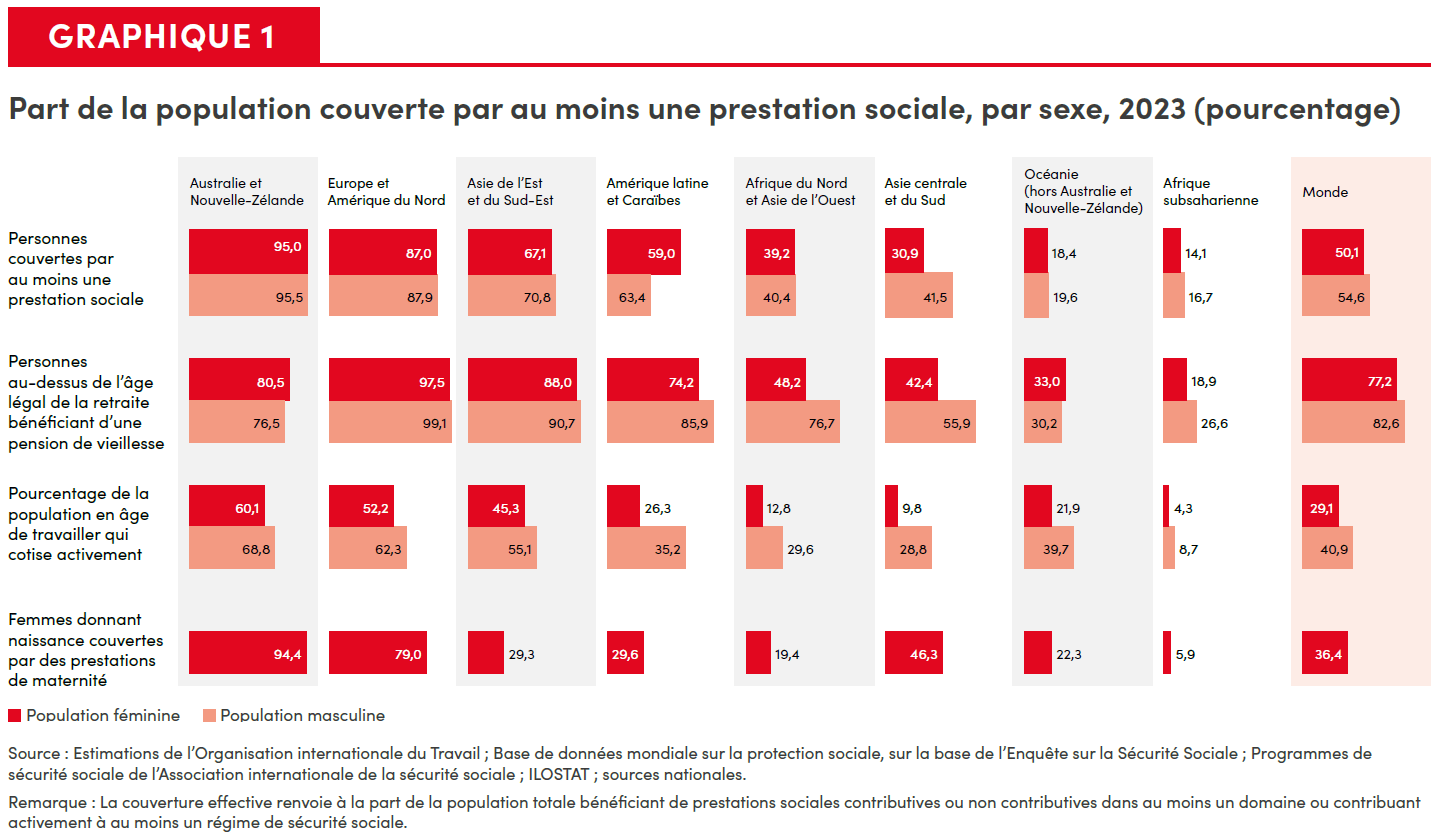 GRAPHIQUE 1
Part de la population couverte par au moins une prestation sociale, par sexe, 2023 (pourcentage)
Australie et
Nouvelle-Zélande
Europe et
Amérique du Nord
Asie de l’Est
et du Sud-Est
Amérique latine
et Caraïbes
Afrique du Nord
et Asie de l’Ouest
Asie centrale
et du Sud
Océanie
(hors Australie et
Nouvelle-Zélande)
Afrique
subsaharienne
Monde
Personnes
couvertes par
au moins une
prestation sociale
95,0 87,0 67,1 59,0 39,2 30,9 18,4 14,1 50,1
95,5 87,9 70,8 63,4 40,4 41,5 19,6 16,7 54,6
Personnes
au-dessus de l’âge
légal de la retraite
bénéficiant d’une
pension de vieillesse
80,5 97,5 88,0 74,2 48,2 42,4 33,0 18,9 77,2
76,5 99,1 90,7 85,9 76,7 55,9 30,2 26,6 82,6
Pourcentage de la
population en âge
de travailler qui
cotise activement
60,1 52,2 45,3 26,3 12,8 9,8 21,9 4,3 29,1
68,8 62,3 55,1 35,2 29,6 28,8 39,7 8,7 40,9
Femmes donnant
naissance couvertes
par des prestations
de maternité
94,4 79,0 29,3 29,6 19,4 46,3 22,3 5,9 36,4
Population féminine
Population masculine
Source : Estimations de l’Organisation internationale du Travail ; Base de données mondiale sur la protection sociale, sur la base de l’Enquête sur la Sécurité Sociale ; Programmes de
sécurité sociale de l’Association internationale de la sécurité sociale ; ILOSTAT ; sources nationales.
Remarque : La couverture effective renvoie à la part de la population totale bénéficiant de prestations sociales contributives ou non contributives dans au moins un domaine ou contribuant
activement à au moins un régime de sécurité sociale.